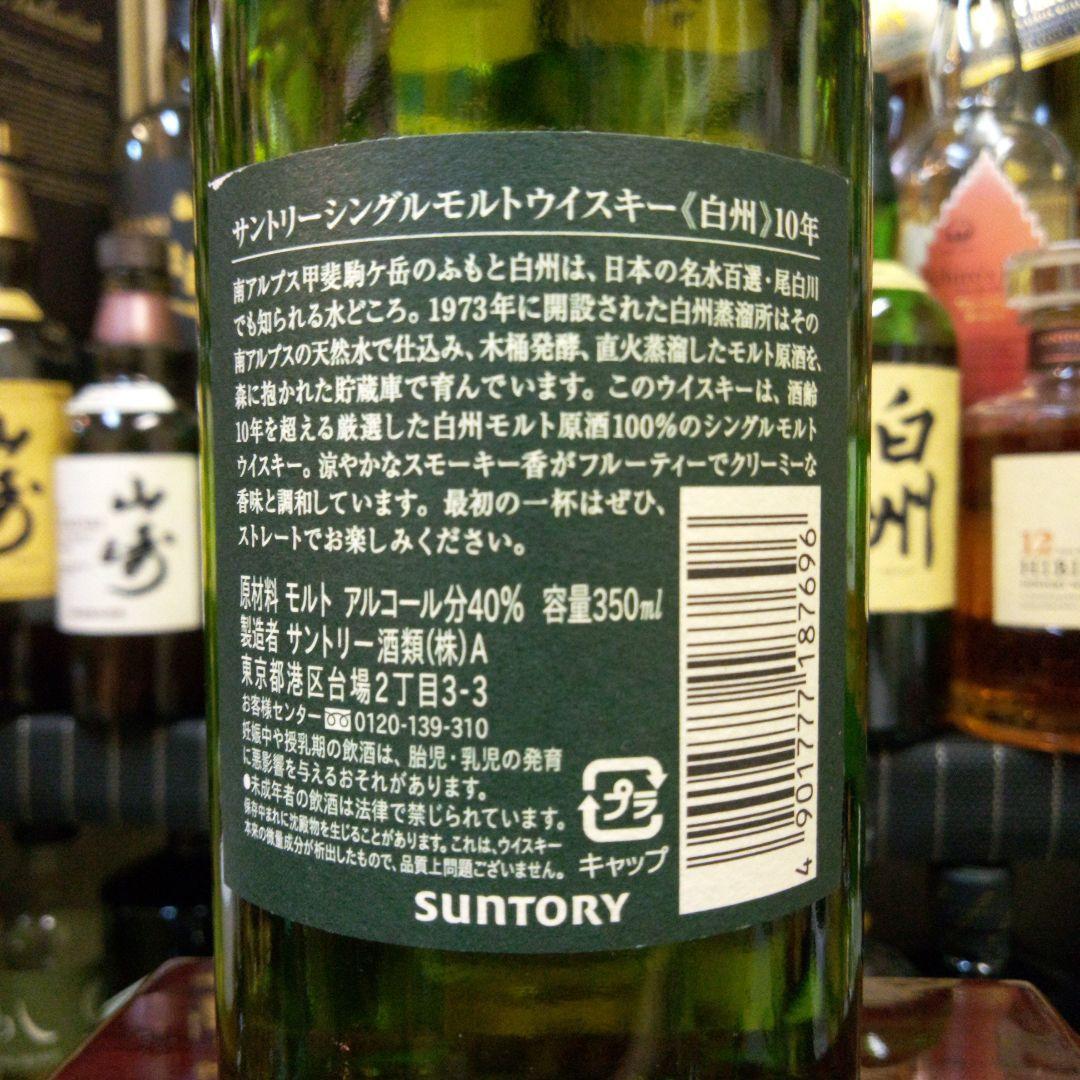 サントリーシングルモルトウイスキー《白州》10年
南アルプス甲斐駒ケ岳のふもと白州は、日本の名水百選・尾白川
でも知られる水どころ。1973年に開設された白州蒸溜所はその
南アルプスの天然水で仕込み、木桶発酵、直火蒸溜したモルト原酒を、
森に抱かれた貯蔵庫で育んでいます。このウイスキーは、酒齢
10年を超える厳選した白州モルト原酒100%のシングルモルト
ウイスキー。涼やかなスモーキー香がフルーティーでクリーミーな
香味と調和しています。最初の一杯はぜひ、
ストレートでお楽しみください。
原材料 モルト アルコール分40% 容量350ml
製造者 サントリー酒類(株)A
東京都港区台場2丁目3-3
お客様センター 0120-139-310
妊娠中や授乳期の飲酒は、胎児・乳児の発育
に悪影響を与えるおそれがあります。
●未成年者の飲酒は法律で禁じられています。
保存中まれに沈殿物を生じることがあります。これは、ウイスキー
本来の微量成分が析出したもので、品質上問題ございません。
プラ
キャップ
SUNTORY
4 901777 187696
山崎
山崎
白州
12